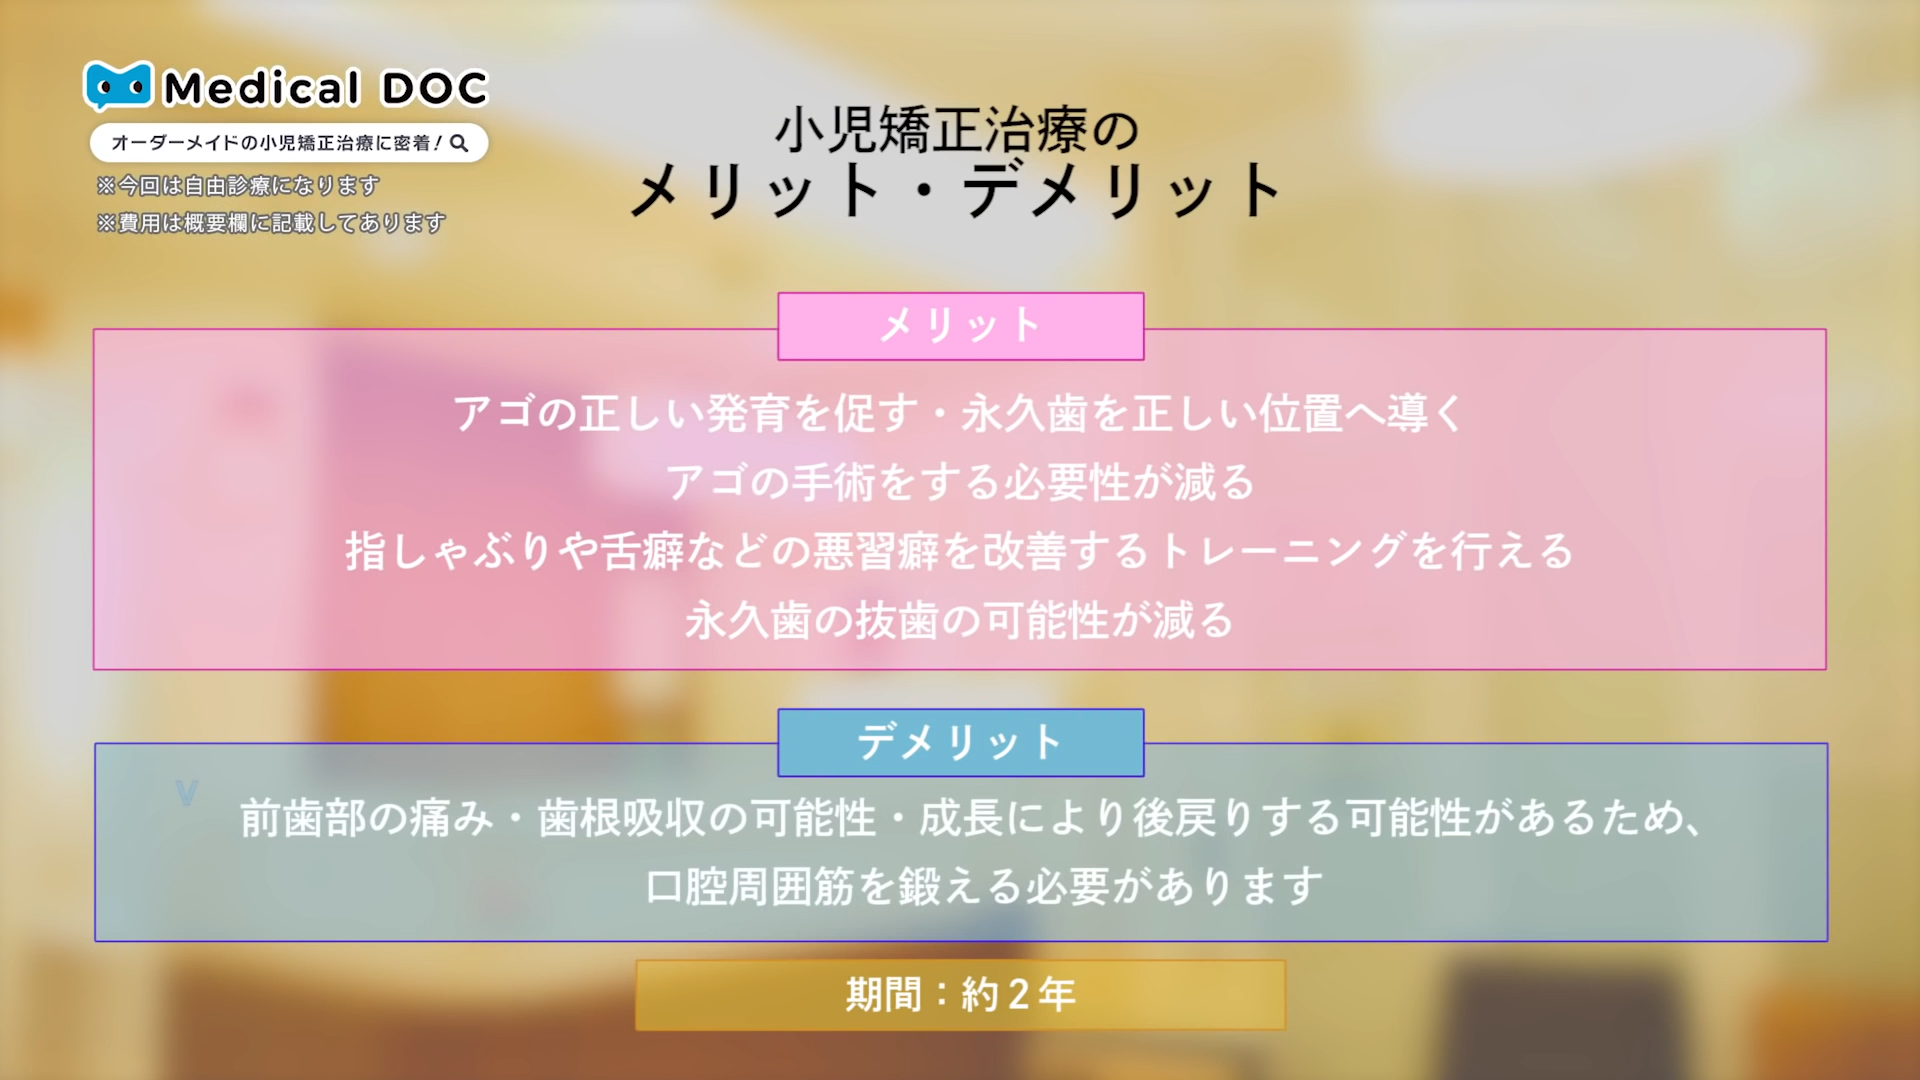 Medical DOC
オーダーメイドの小児矯正治療に密着！
※今回は自由診療になります
※費用は概要欄に記載してあります
小児矯正治療の
メリット・デメリット
メリット
アゴの正しい発育を促す・永久歯を正しい位置へ導く
アゴの手術をする必要性が減る
指しゃぶりや舌癖などの悪習癖を改善するトレーニングを行える
永久歯の抜歯の可能性が減る
デメリット
前歯部の痛み・歯根吸収の可能性・成長により後戻りする可能性があるため、
口腔周囲筋を鍛える必要があります
期間：約２年